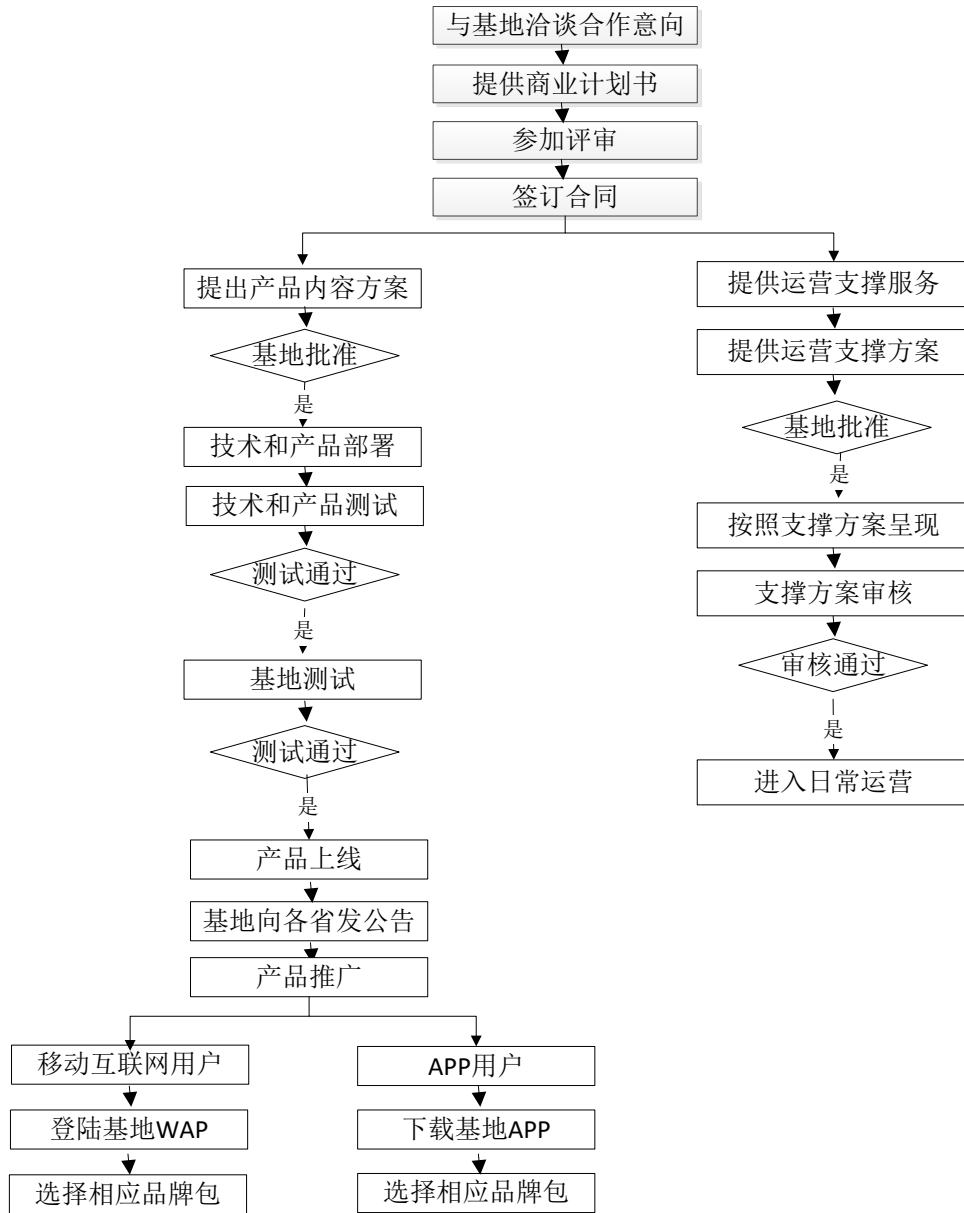 与基地洽谈合作意向
提供商业计划书
参加评审
签订合同
提出产品内容方案
基地批准
是
技术和产品部署
技术和产品测试
测试通过
是
基地测试
测试通过
是
产品上线
基地向各省发公告
产品推广
移动互联网用户
登陆基地WAP
选择相应品牌包
APP用户
下载基地APP
选择相应品牌包
提供运营支撑服务
提供运营支撑方案
基地批准
是
按照支撑方案呈现
支撑方案审核
审核通过
是
进入日常运营